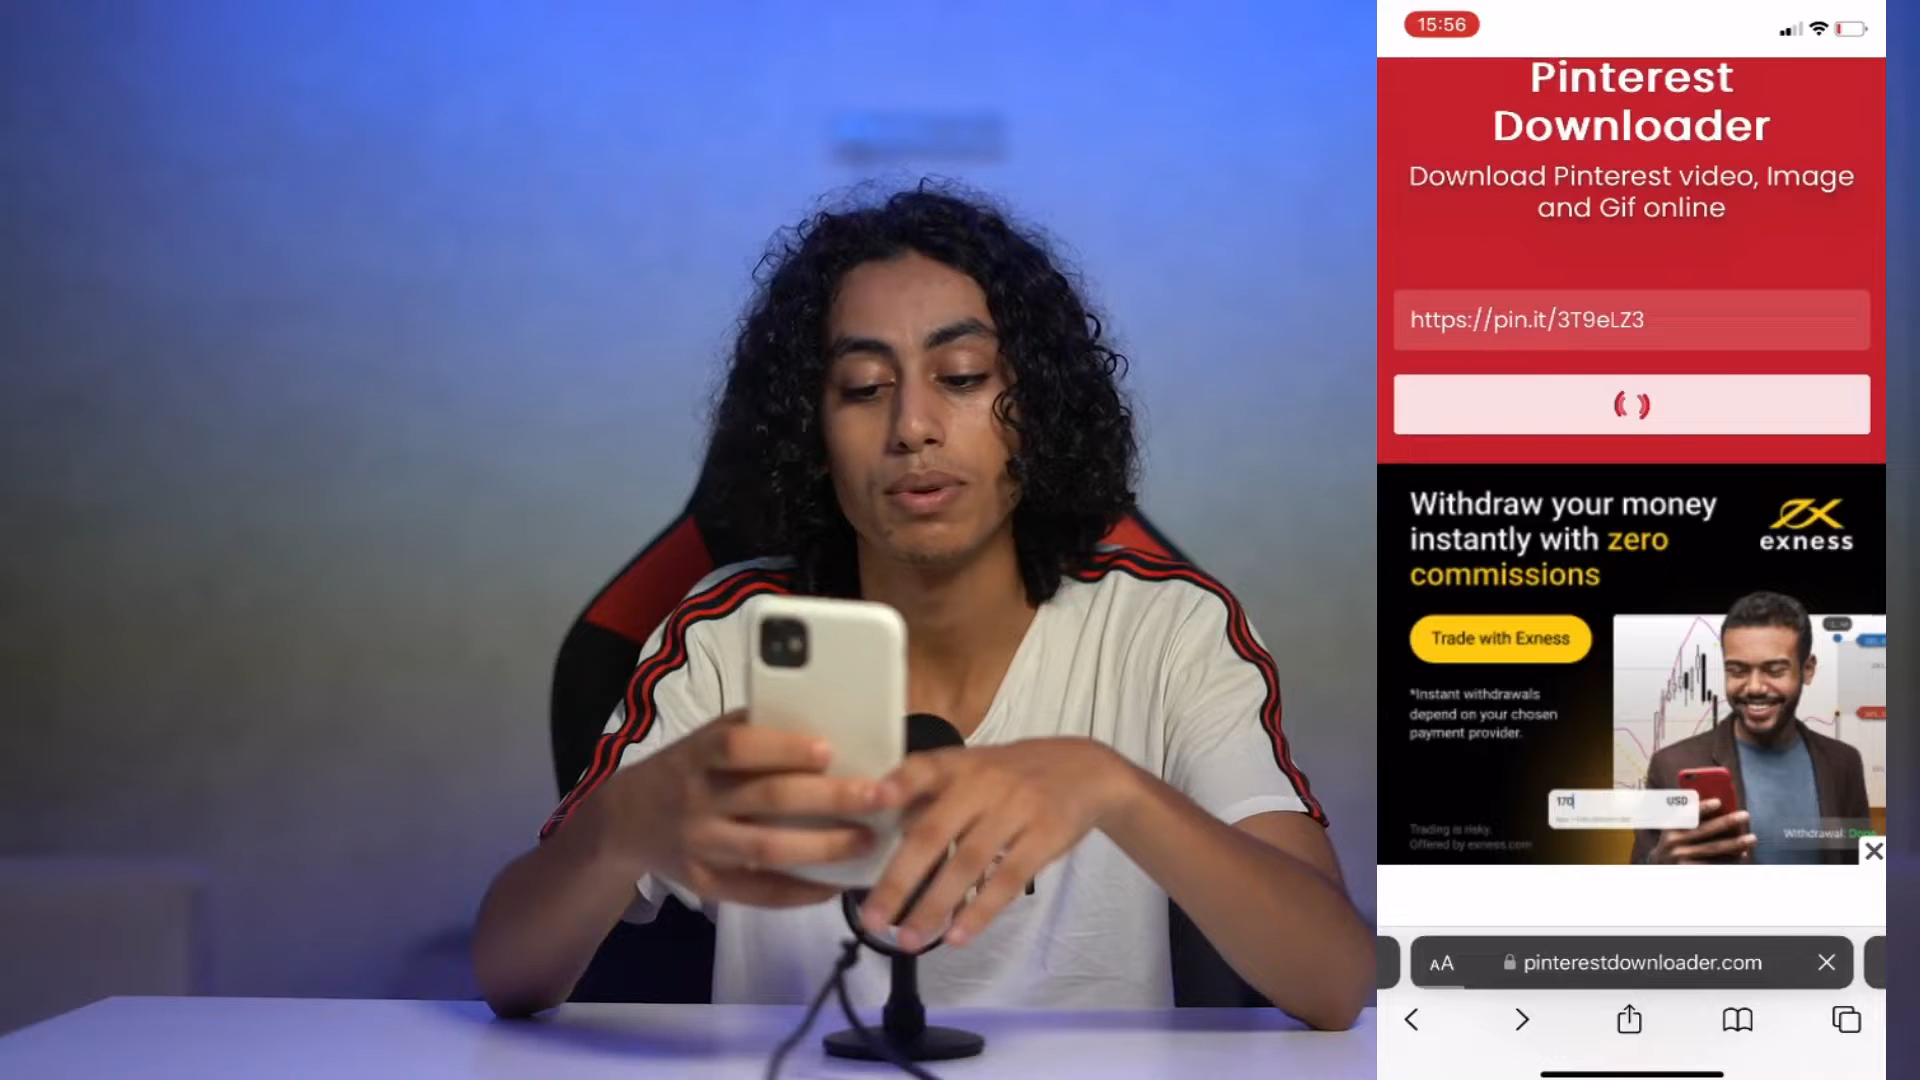 15:56
Pinterest
Downloader
Download Pinterest video, Image
and Gif online
https://pin.it/3T9eLZ3
Withdraw your money
instantly with zero
commissions
exness
Trade with Exness
*Instant withdrawals
depend on your chosen
payment provider.
170
USD
Trading is risky.
Offered by exness.com
Withdrawal: Done
AA
pinterestdownloader.com